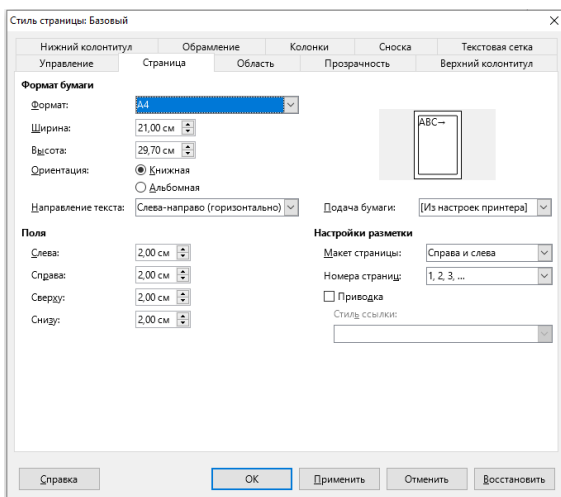 Стиль страницы: Базовый
Нижний колонтитул Обрамление Колонки Сноска Текстовая сетка
Управление Страница Область Прозрачность Верхний колонтитул
Формат бумаги
Формат: A4
Ширина: 21,00 см
Высота: 29,70 см
Ориентация: Книжная
Альбомная
ABC→
Направление текста: Слева-направо (горизонтально) Подача бумаги: [Из настроек принтера]
Поля Настройки разметки
Слева: 2,00 см Макет страницы: Справа и слева
Справа: 2,00 см Номера страниц: 1, 2, 3, ...
Сверху: 2,00 см Приводка
Снизу: 2,00 см Стиль ссылки:
Справка ОК Применить Отменить Восстановить